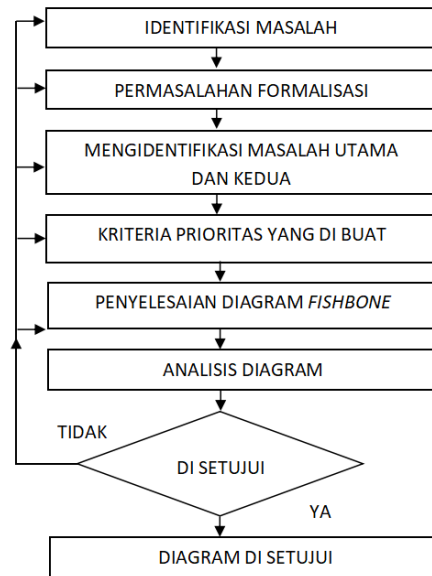 IDENTIFIKASI MASALAH
PERMASALAHAN FORMALISASI
MENGIDENTIFIKASI MASALAH UTAMA
DAN KEDUA
KRITERIA PRIORITAS YANG DI BUAT
PENYELESAIAN DIAGRAM FISHBONE
ANALISIS DIAGRAM
TIDAK
DI SETUJUI
YA
DIAGRAM DI SETUJUI